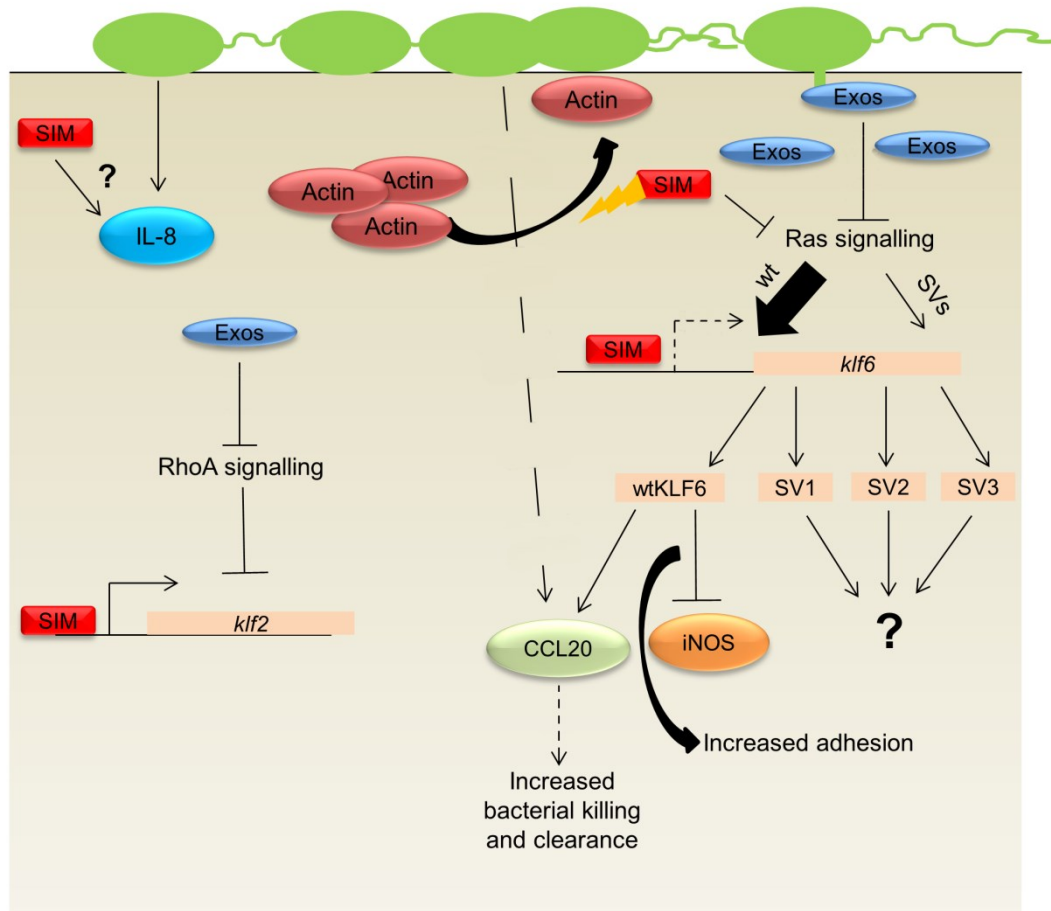 Exos
Actin
SIM
Exos
Exos
?
Actin
Actin
SIM
Actin
IL-8
Ras signalling
wt
SVs
Exos
SIM
klf6
RhoA signalling
wtKLF6
SV1
SV2
SV3
SIM
klf2
?
CCL20
iNOS
Increased adhesion
Increased
bacterial killing
and clearance